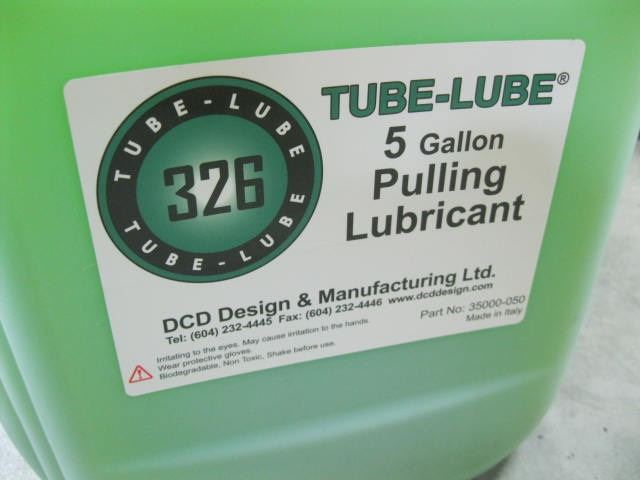 TUBE-LUBE
326
TUBE-LUBE
TUBE-LUBE®
5 Gallon
Pulling
Lubricant
DCD Design & Manufacturing Ltd.
Tel: (604) 232-4445 Fax: (604) 232-4446 www.dcddesign.com
Part No: 35000-050
Made in Italy
Irritating to the eyes. May cause irritation to the hands.
Wear protective gloves.
Biodegradable, Non Toxic, Shake before use.